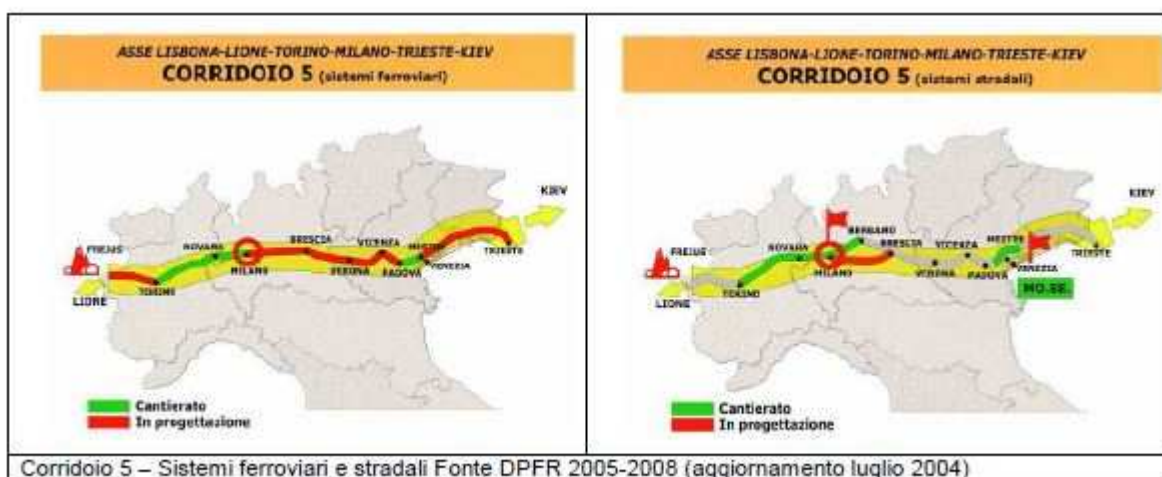 ASSE LISBONA-LIONE-TORINO-MILANO-TRIESTE-KIEV
CORRIDOIO 5 (sistemi ferroviari)
KIEV
FREJUS
NOVARA
BRESCIA
VICENZA
MESTRE
TRIESTE
MILANO
VERONA
PADOVA
VENEZIA
TORINO
LIONE
Cantierato
In progettazione
ASSE LISBONA-LIONE-TORINO-MILANO-TRIESTE-KIEV
CORRIDOIO 5 (sistemi stradali)
KIEV
FREJUS
NOVARA
BERGAMO
BRESCIA
VICENZA
MESTRE
TRIESTE
MILANO
VERONA
PADOVA
VENEZIA
TORINO
LIONE
MO.SE.
Cantierato
In progettazione
Corridoio 5 – Sistemi ferroviari e stradali Fonte DPFR 2005-2008 (aggiornamento luglio 2004)